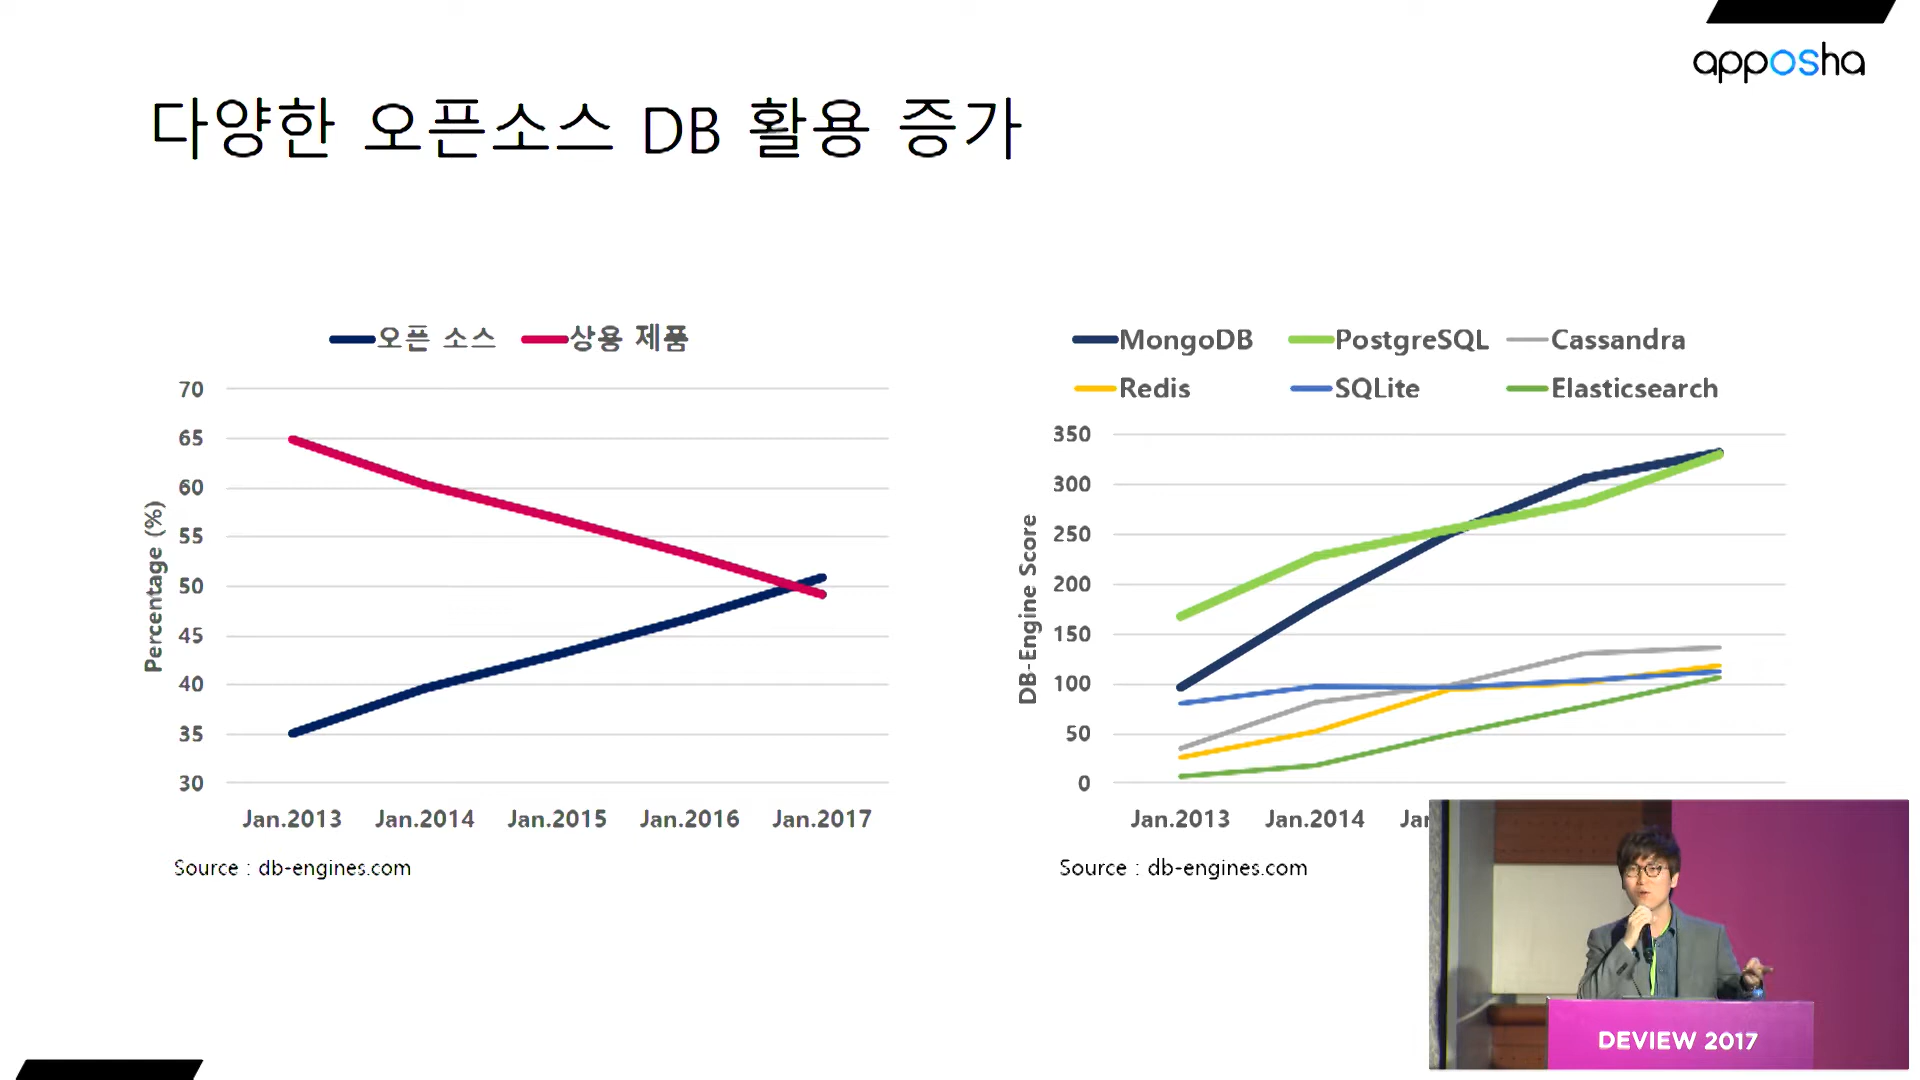 apposha
다양한 오픈소스 DB 활용 증가
오픈 소스 상용 제품
70
65
60
55
50
45
40
35
30
Percentage (%)
Jan.2013 Jan.2014 Jan.2015 Jan.2016 Jan.2017
Source : db-engines.com
MongoDB PostgreSQL Cassandra
Redis SQLite Elasticsearch
350
300
250
200
150
100
50
0
DB-Engine Score
Jan.2013 Jan.2014
Source : db-engines.com
DEVIEW 2017